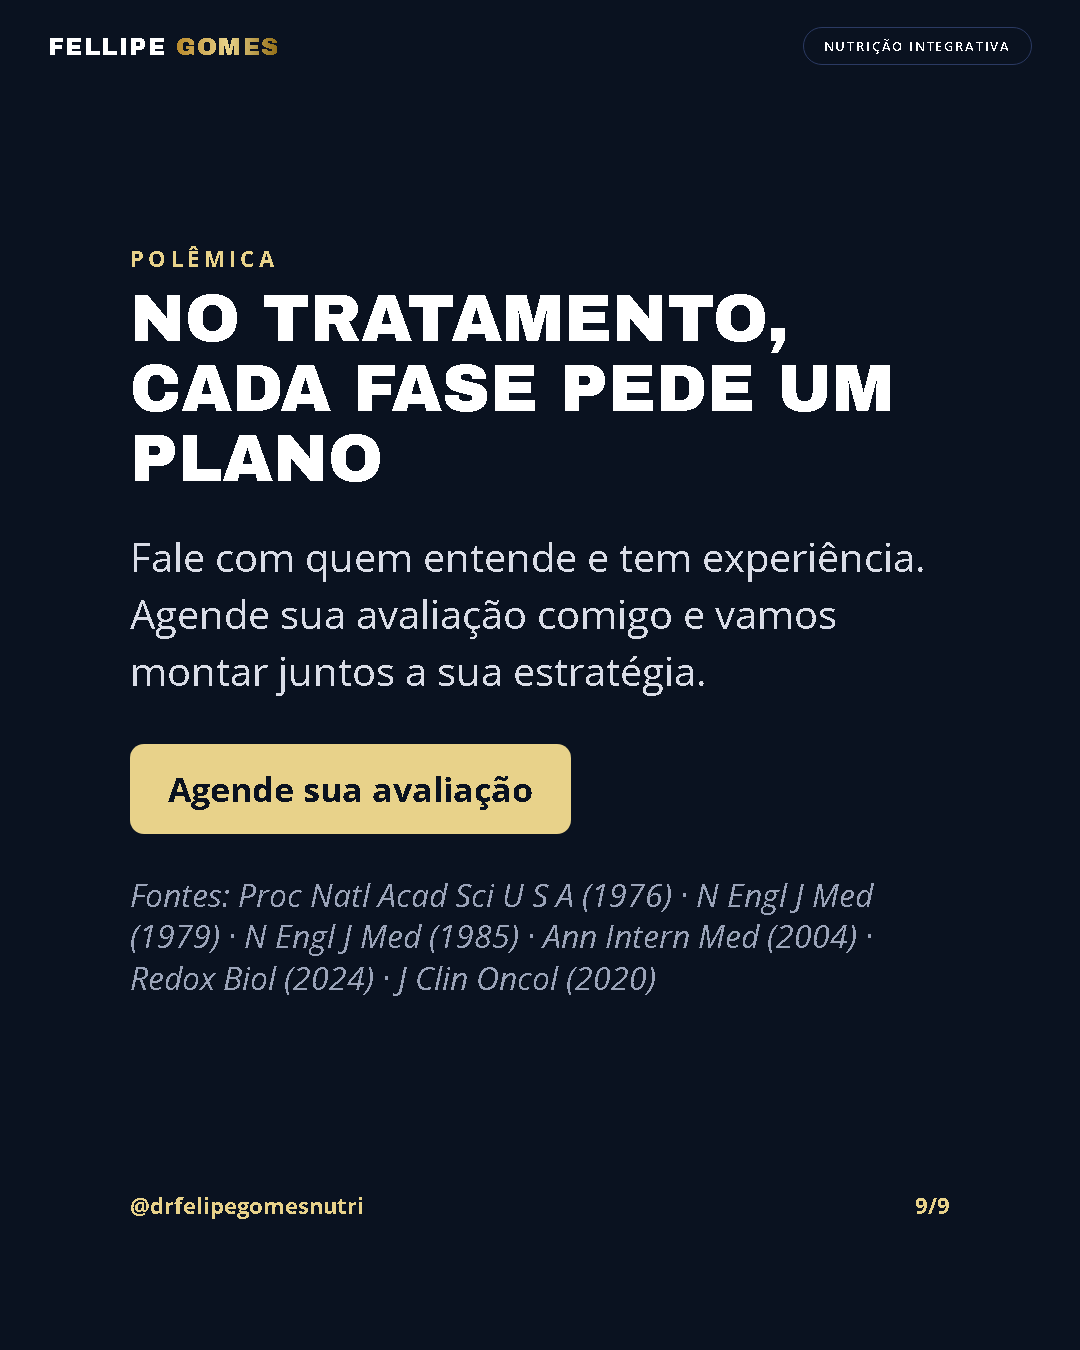 FELLIPE GOMES
NUTRIÇÃO INTEGRATIVA
POLÊMICA
NO TRATAMENTO,
CADA FASE PEDE UM
PLANO
Fale com quem entende e tem experiência.
Agende sua avaliação comigo e vamos
montar juntos a sua estratégia.
Agende sua avaliação
Fontes: Proc Natl Acad Sci U S A (1976) · N Engl J Med
(1979) · N Engl J Med (1985) · Ann Intern Med (2004) ·
Redox Biol (2024) · J Clin Oncol (2020)
@drfelipegomesnutri
9/9